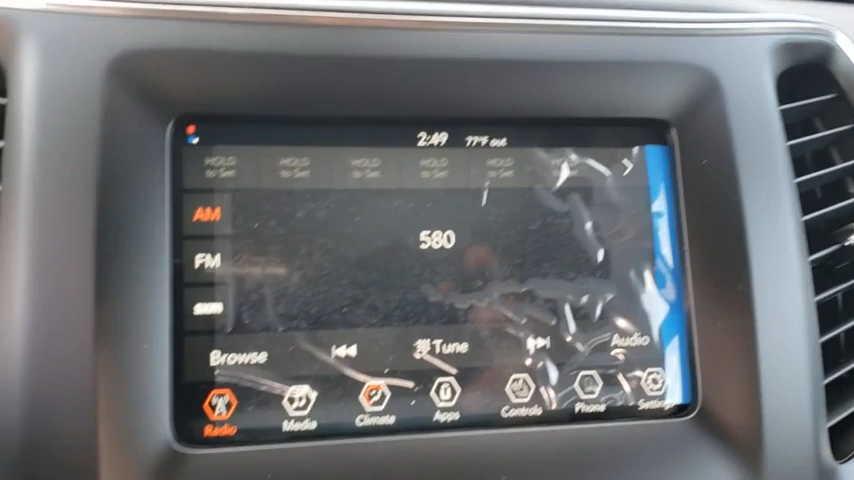 2:49 77°F out
HOLD to Set HOLD to Set HOLD to Set HOLD to Set HOLD to Set
AM
580
FM
SXM
Browse Tune Audio
Radio Media Climate Apps Controls Phone Settings